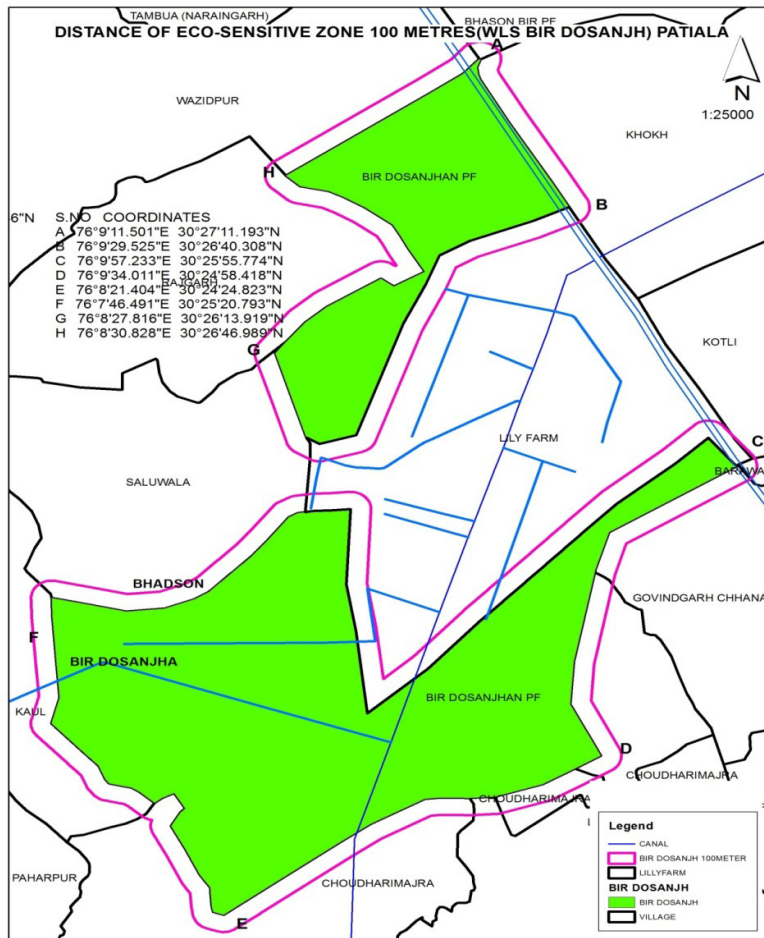 TAMBUA (NARAINGARH)
BHASON BIR PF
DISTANCE OF ECO-SENSITIVE ZONE 100 METRES(WLS BIR DOSANJH) PATIALA
A
N
1:25000
WAZIDPUR
KHOKH
H
BIR DOSANJHAN PF
B
6"N
S.NO COORDINATES
A 76°9'11.501"E 30°27'11.193"N
B 76°9'29.525"E 30°26'40.308"N
C 76°9'57.233"E 30°25'55.774"N
D 76°9'34.011"E 30°24'58.418"N
RAJGARH
E 76°8'21.404"E 30°24'24.823"N
F 76°7'46.491"E 30°25'20.793"N
G 76°8'27.816"E 30°26'13.919"N
H 76°8'30.828"E 30°26'46.989"N
KOTLI
G
LILY FARM
C
BARAWA
SALUWALA
BHADSON
GOVINDGARH CHHANA
F
BIR DOSANJHA
BIR DOSANJHAN PF
KAUL
D
CHOUDHARIMAJRA
CHOUDHARIMAJRA
PAHARPUR
CHOUDHARIMAJRA
E
Legend
CANAL
BIR DOSANJH 100METER
LILLYFARM
BIR DOSANJH
BIR DOSANJH
VILLAGE